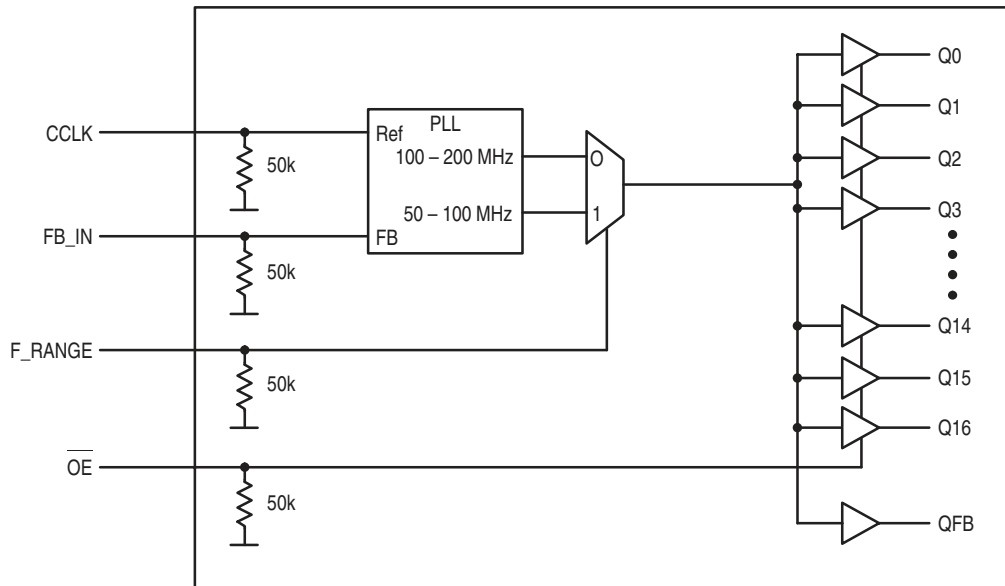 CCLK
50k
FB_IN
50k
F_RANGE
50k
OE
50k
PLL
Ref
100 – 200 MHz
50 – 100 MHz
FB
0
1
Q0
Q1
Q2
Q3
Q14
Q15
Q16
QFB